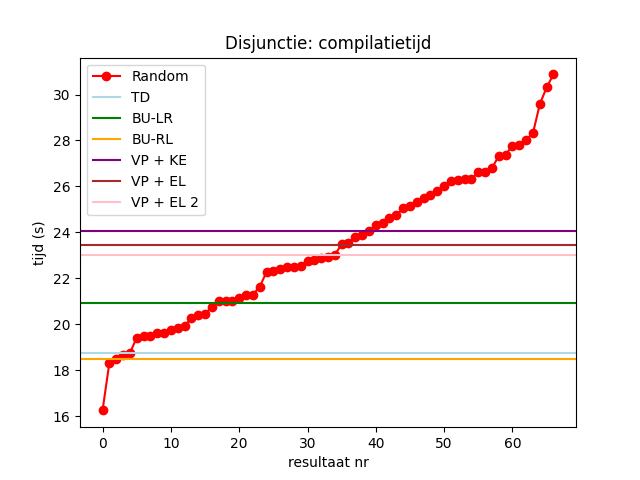 Disjunctie: compilatietijd
Random
TD
BU-LR
BU-RL
VP + KE
VP + EL
VP + EL 2
tijd (s)
30
28
26
24
22
20
18
16
0 10 20 30 40 50 60
resultaat nr